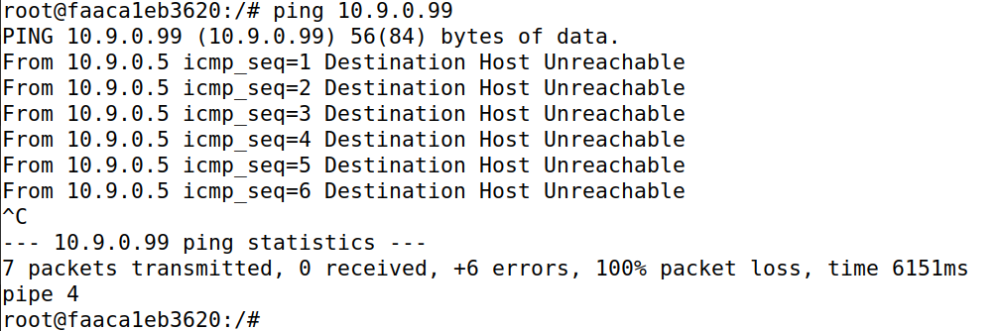 root@faaca1eb3620:/# ping 10.9.0.99
PING 10.9.0.99 (10.9.0.99) 56(84) bytes of data.
From 10.9.0.5 icmp_seq=1 Destination Host Unreachable
From 10.9.0.5 icmp_seq=2 Destination Host Unreachable
From 10.9.0.5 icmp_seq=3 Destination Host Unreachable
From 10.9.0.5 icmp_seq=4 Destination Host Unreachable
From 10.9.0.5 icmp_seq=5 Destination Host Unreachable
From 10.9.0.5 icmp_seq=6 Destination Host Unreachable
^C
--- 10.9.0.99 ping statistics ---
7 packets transmitted, 0 received, +6 errors, 100% packet loss, time 6151ms
pipe 4
root@faaca1eb3620:/#